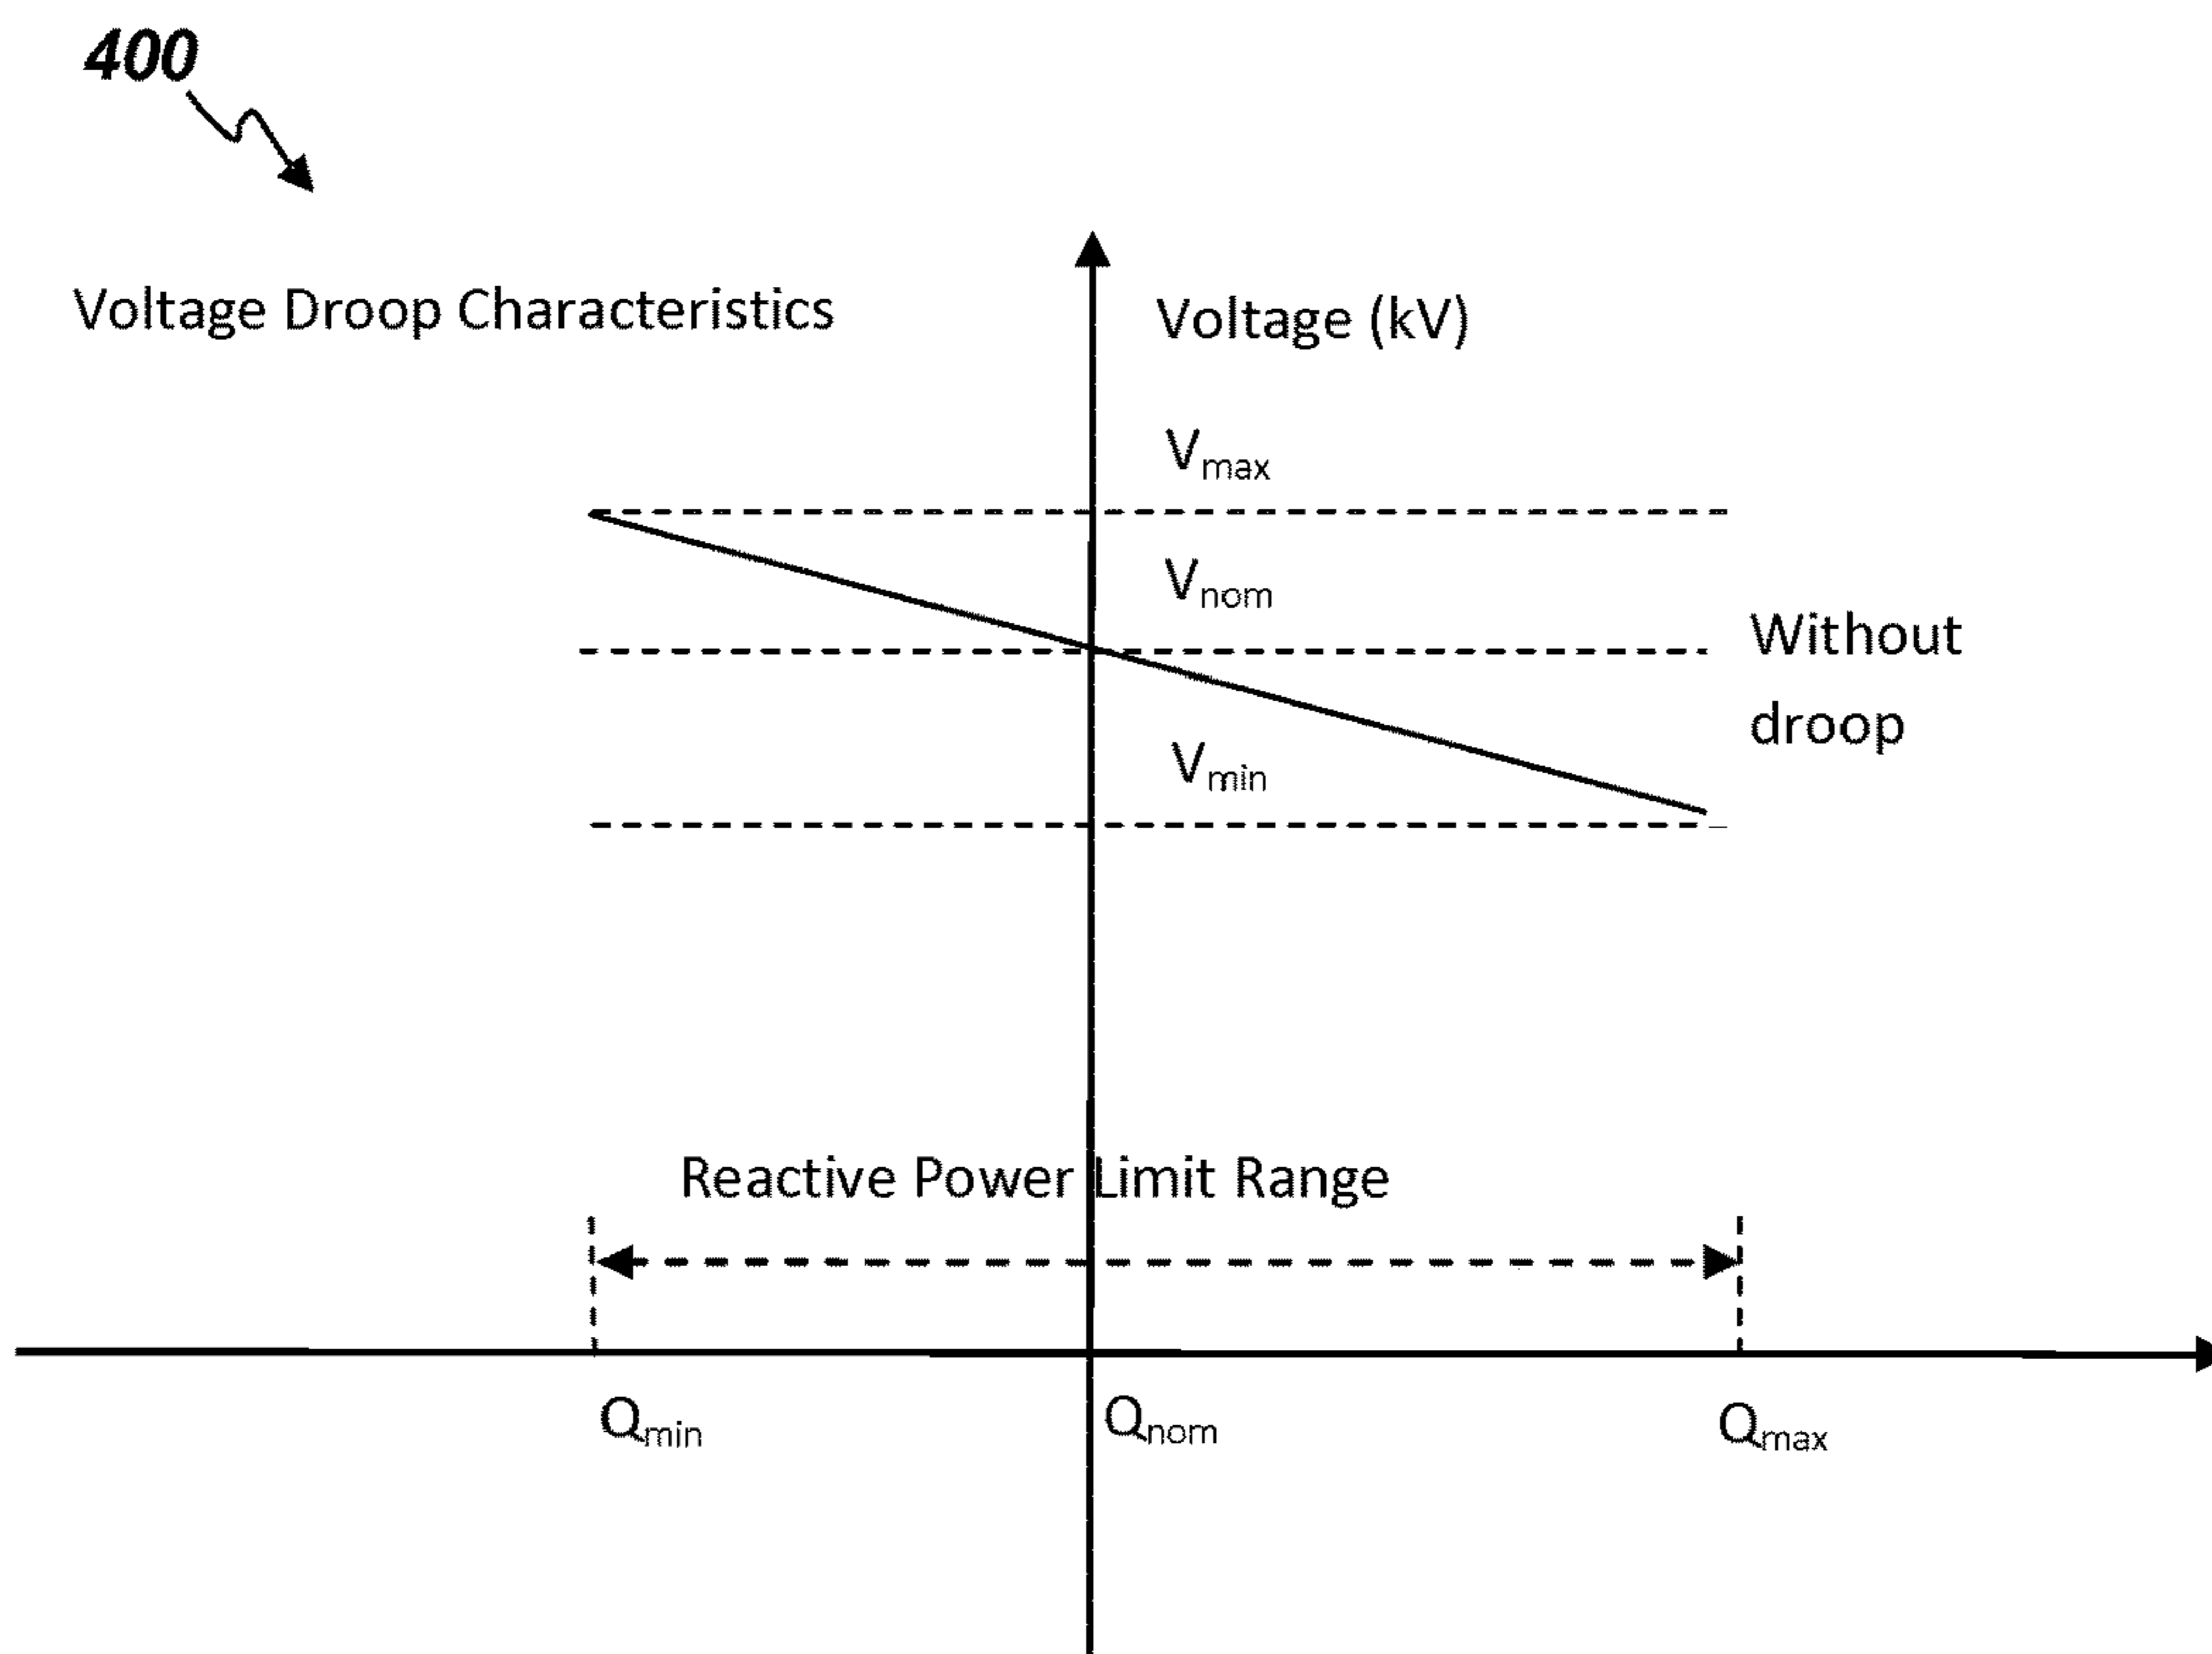 400
Voltage Droop Characteristics
Voltage (kV)
Vmax
Vnom
Without
droop
Vmin
Reactive Power Limit Range
Qmin
Qnom
Qmax